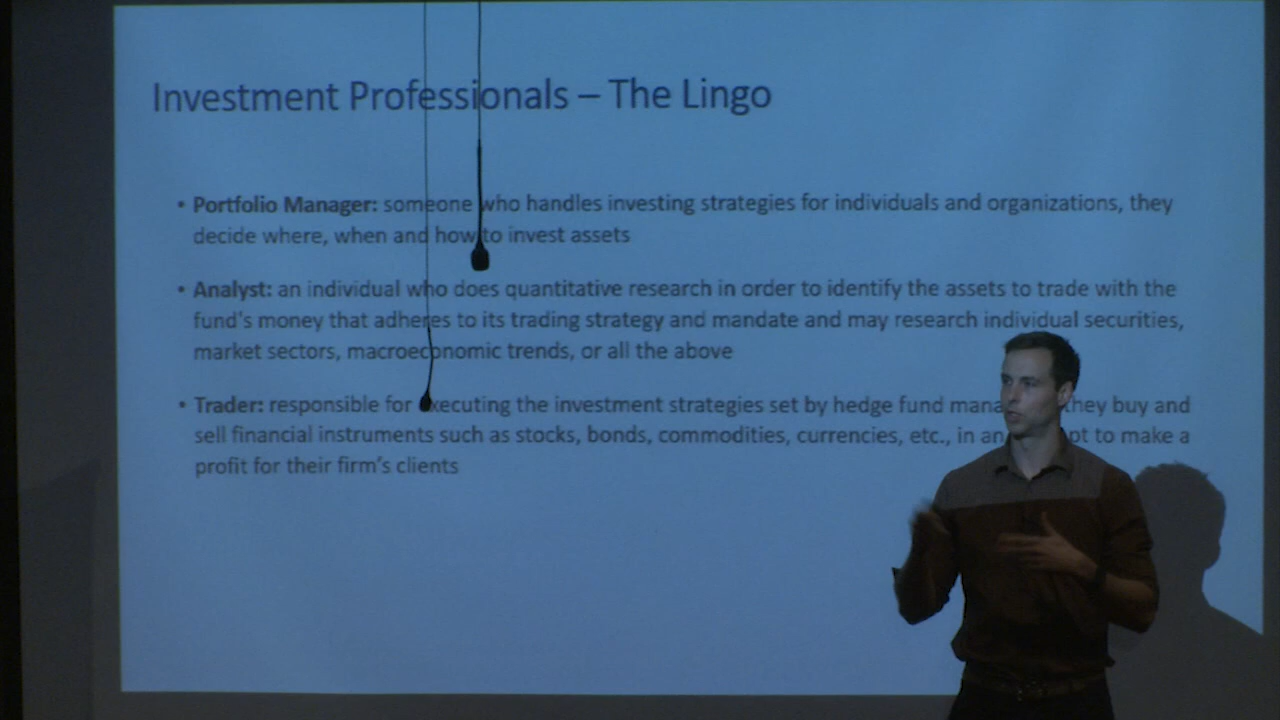 Investment Professionals – The Lingo
• Portfolio Manager: someone who handles investing strategies for individuals and organizations, they
decide where, when and how to invest assets
• Analyst: an individual who does quantitative research in order to identify the assets to trade with the
fund's money that adheres to its trading strategy and mandate and may research individual securities,
market sectors, macroeconomic trends, or all the above
• Trader: responsible for executing the investment strategies set by hedge fund they buy and
sell financial instruments such as stocks, bonds, commodities, currencies, etc., in to make a
profit for their firm's clients